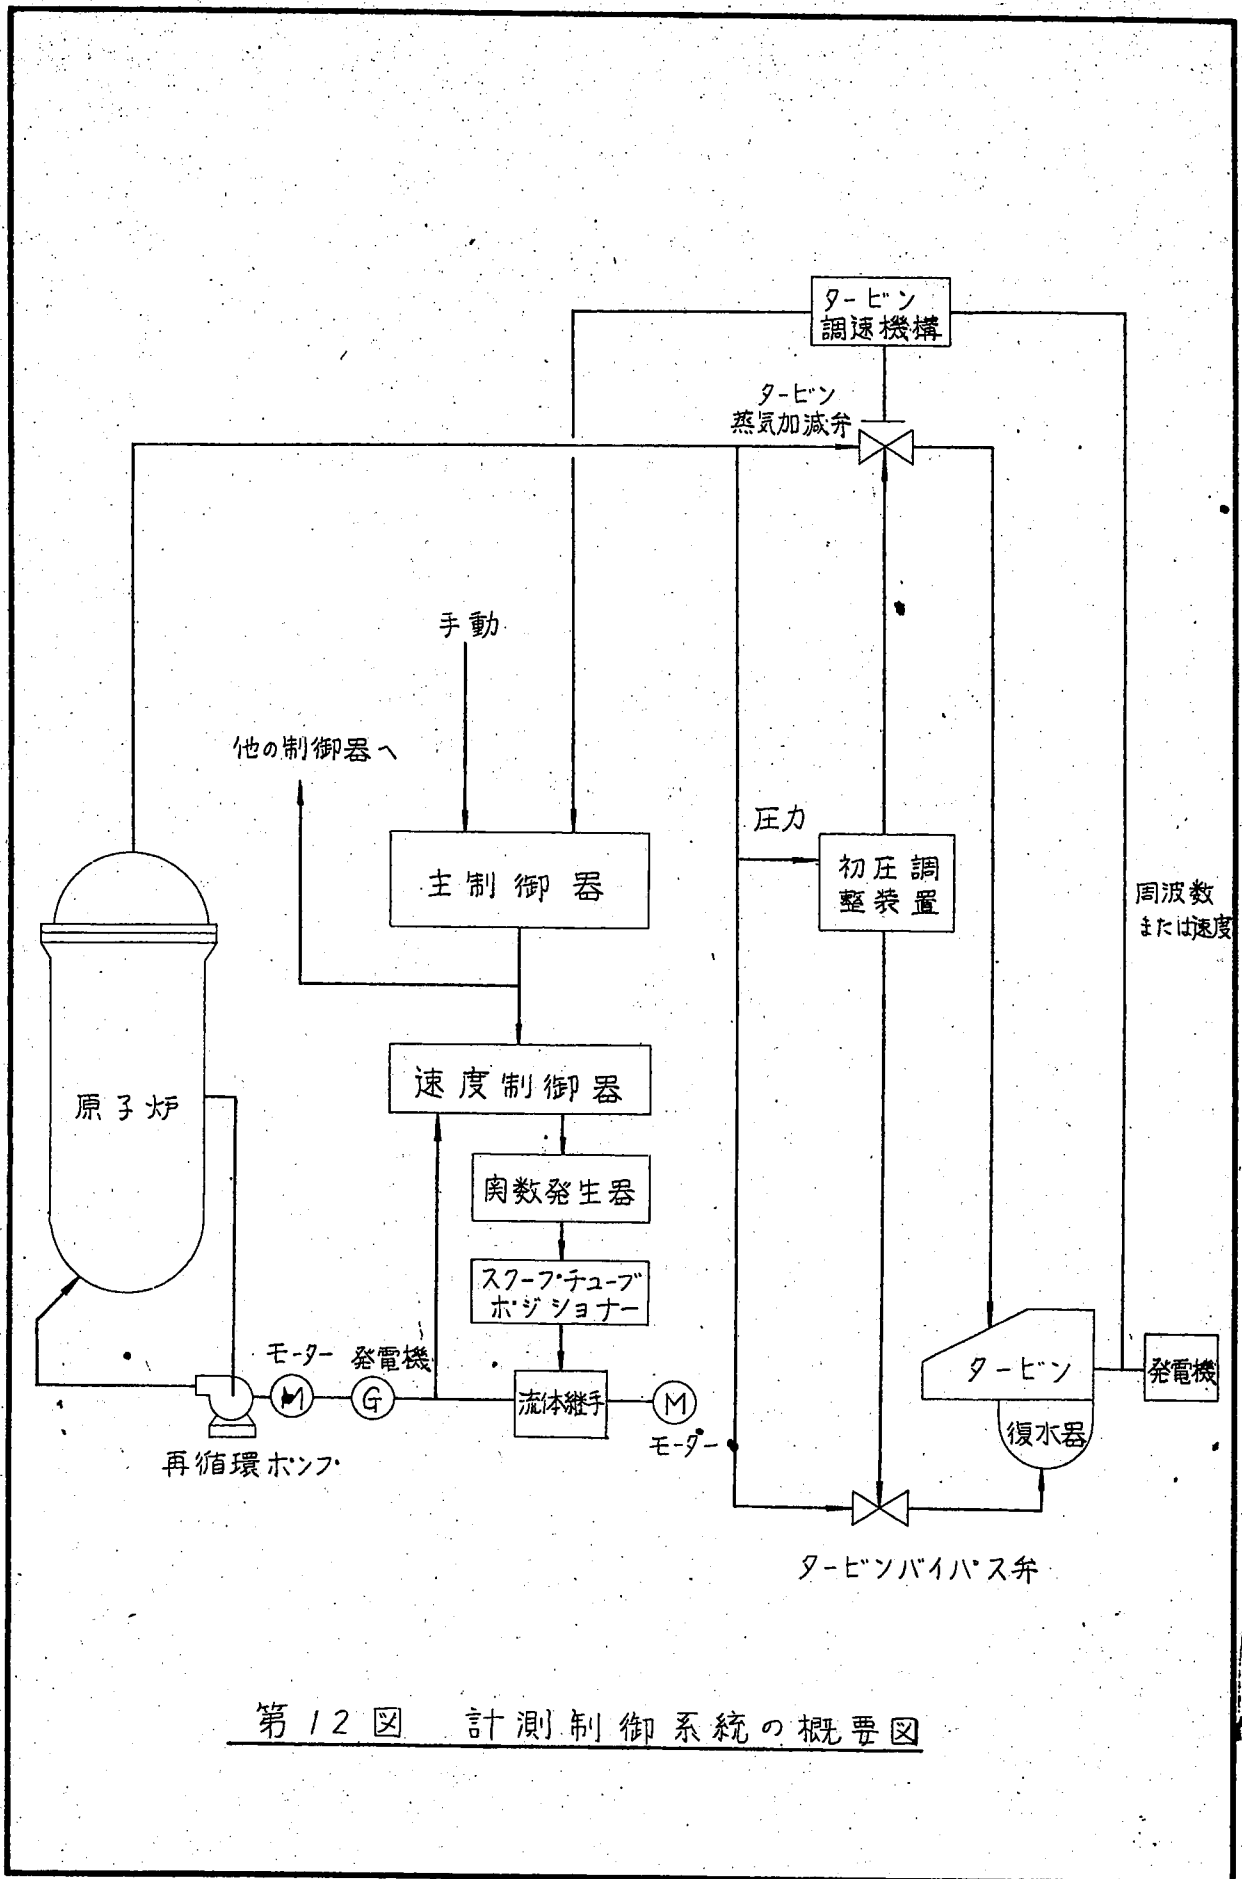 タービン
調速機構
タービン
蒸気加減弁
手動
他の制御器へ
圧力
主制御器
初圧調
整装置
周波数
または速度
原子炉
速度制御器
関数発生器
スクープ・チューブ
ポジショナー
モーター
発電機
M
G
流体継手
M
モーター
再循環ポンプ
タービン
発電機
復水器
タービンバイパス弁
第12図 計測制御系統の概要図